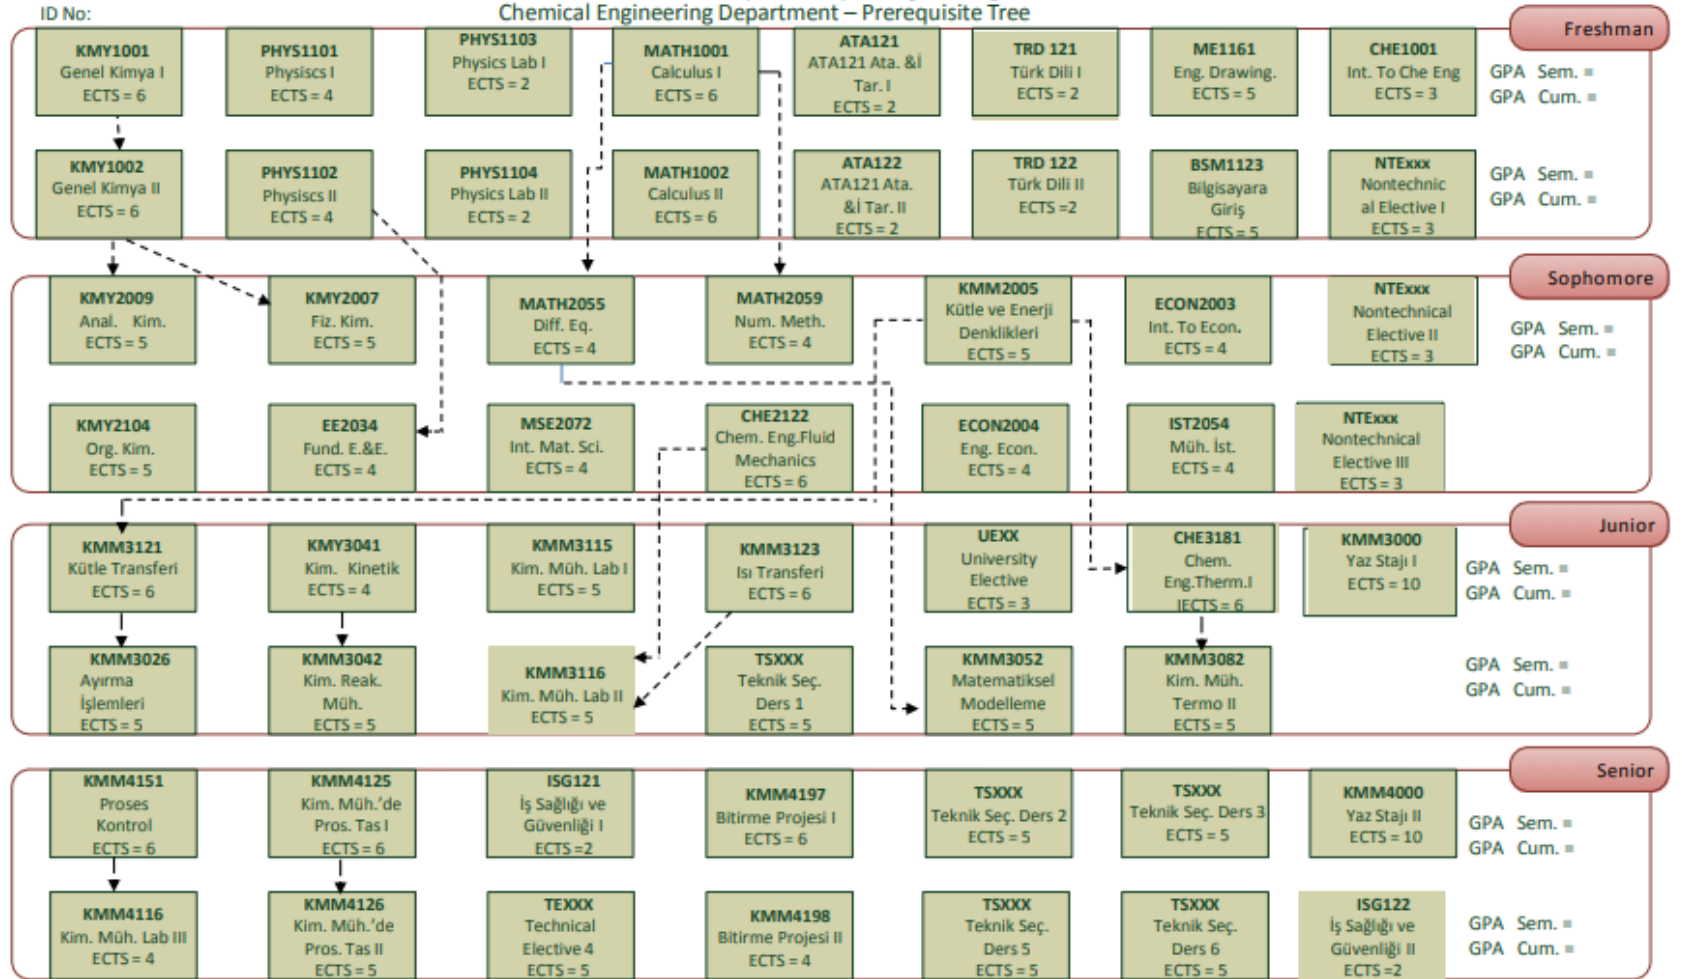 ID No:
Chemical Engineering Department – Prerequisite Tree
Freshman
KMY1001
Genel Kimya I
ECTS = 6
PHYS1101
Physiscs I
ECTS = 4
PHYS1103
Physics Lab I
ECTS = 2
MATH1001
Calculus I
ECTS = 6
ATA121
ATA121 Ata. &İ
Tar. I
ECTS = 2
TRD 121
Türk Dili I
ECTS = 2
ME1161
Eng. Drawing.
ECTS = 5
CHE1001
Int. To Che Eng
ECTS = 3
GPA Sem. =
GPA Cum. =
KMY1002
Genel Kimya II
ECTS = 6
PHYS1102
Physiscs II
ECTS = 4
PHYS1104
Physics Lab II
ECTS = 2
MATH1002
Calculus II
ECTS = 6
ATA122
ATA121 Ata.
&İ Tar. II
ECTS = 2
TRD 122
Türk Dili II
ECTS =2
BSM1123
Bilgisayara
Giriş
ECTS = 5
NTExxx
Nontechnic
al Elective I
ECTS = 3
GPA Sem. =
GPA Cum. =
Sophomore
KMY2009
Anal. Kim.
ECTS = 5
KMY2007
Fiz. Kim.
ECTS = 5
MATH2055
Diff. Eq.
ECTS = 4
MATH2059
Num. Meth.
ECTS = 4
KMM2005
Kütle ve Enerji
Denklikleri
ECTS = 5
ECON2003
Int. To Econ.
ECTS = 4
NTExxx
Nontechnical
Elective II
ECTS = 3
GPA Sem. =
GPA Cum. =
KMY2104
Org. Kim.
ECTS = 5
EE2034
Fund. E.&E.
ECTS = 4
MSE2072
Int. Mat. Sci.
ECTS = 4
CHE2122
Chem. Eng.Fluid
Mechanics
ECTS = 6
ECON2004
Eng. Econ.
ECTS = 4
IST2054
Müh. İst.
ECTS = 4
NTExxx
Nontechnical
Elective III
ECTS = 3
Junior
KMM3121
Kütle Transferi
ECTS = 6
KMY3041
Kim. Kinetik
ECTS = 4
KMM3115
Kim. Müh. Lab I
ECTS = 5
KMM3123
Isı Transferi
ECTS = 6
UEXX
University
Elective
ECTS = 3
CHE3181
Chem.
Eng.Therm.I
IECTS = 6
KMM3000
Yaz Stajı I
ECTS = 10
GPA Sem. =
GPA Cum. =
KMM3026
Ayırma
İşlemleri
ECTS = 5
KMM3042
Kim. Reak.
Müh.
ECTS = 5
KMM3116
Kim. Müh. Lab II
ECTS = 5
TSXXX
Teknik Seç.
Ders 1
ECTS = 5
KMM3052
Matematiksel
Modelleme
ECTS = 5
KMM3082
Kim. Müh.
Termo II
ECTS = 5
GPA Sem. =
GPA Cum. =
Senior
KMM4151
Proses
Kontrol
ECTS = 6
KMM4125
Kim. Müh.’de
Pros. Tas I
ECTS = 6
ISG121
İş Sağlığı ve
Güvenliği I
ECTS =2
KMM4197
Bitirme Projesi I
ECTS = 6
TSXXX
Teknik Seç. Ders 2
ECTS = 5
TSXXX
Teknik Seç. Ders 3
ECTS = 5
KMM4000
Yaz Stajı II
ECTS = 10
GPA Sem. =
GPA Cum. =
KMM4116
Kim. Müh. Lab III
ECTS = 4
KMM4126
Kim. Müh.’de
Pros. Tas II
ECTS = 5
TEXXX
Technical
Elective 4
ECTS = 5
KMM4198
Bitirme Projesi II
ECTS = 4
TSXXX
Teknik Seç.
Ders 5
ECTS = 5
TSXXX
Teknik Seç.
Ders 6
ECTS = 5
ISG122
İş Sağlığı ve
Güvenliği II
ECTS =2
GPA Sem. =
GPA Cum. =